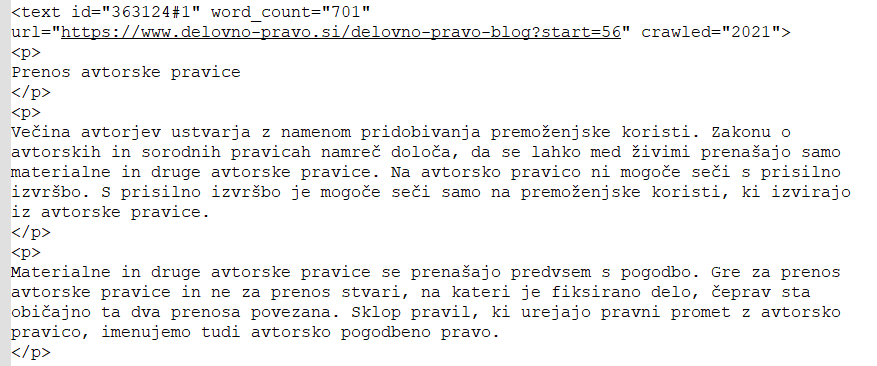 <text id="363124#1" word_count="701"
url="https://www.delovno-pravo.si/delovno-pravo-blog?start=56" crawled="2021">
<p>
Prenos avtorske pravice
</p>
<p>
Večina avtorjev ustvarja z namenom pridobivanja premoženjske koristi. Zakonu o
avtorskih in sorodnih pravicah namreč določa, da se lahko med živimi prenašajo samo
materialne in druge avtorske pravice. Na avtorsko pravico ni mogoče seči s prisilno
izvršbo. S prisilno izvršbo je mogoče seči samo na premoženjske koristi, ki izvirajo
iz avtorske pravice.
</p>
<p>
Materialne in druge avtorske pravice se prenašajo predvsem s pogodbo. Gre za prenos
avtorske pravice in ne za prenos stvari, na kateri je fiksirano delo, čeprav sta
običajno ta dva prenosa povezana. Sklop pravil, ki urejajo pravni promet z avtorsko
pravico, imenujemo tudi avtorsko pogodbeno pravo.
</p>